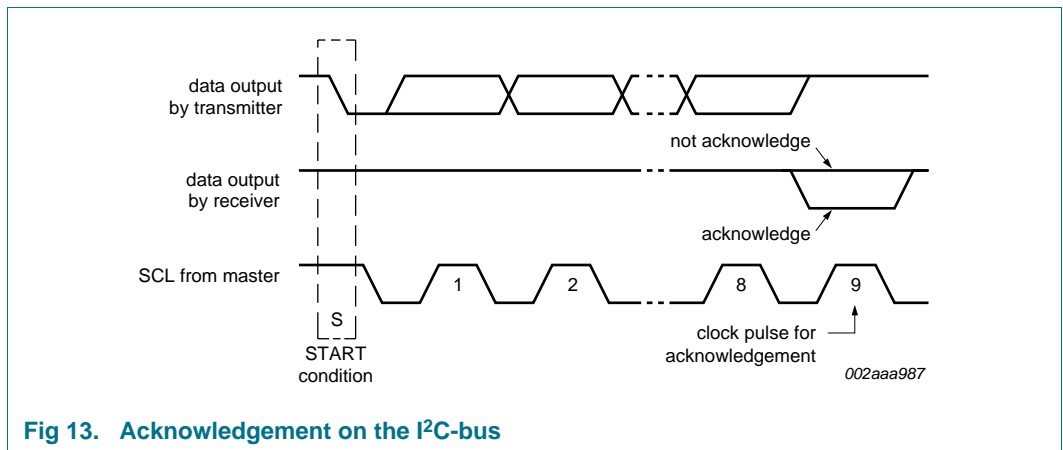 data output
by transmitter
not acknowledge
data output
by receiver
acknowledge
SCL from master
1
2
8
9
S
START
condition
clock pulse for
acknowledgement
002aaa987
Fig 13. Acknowledgement on the I²C-bus